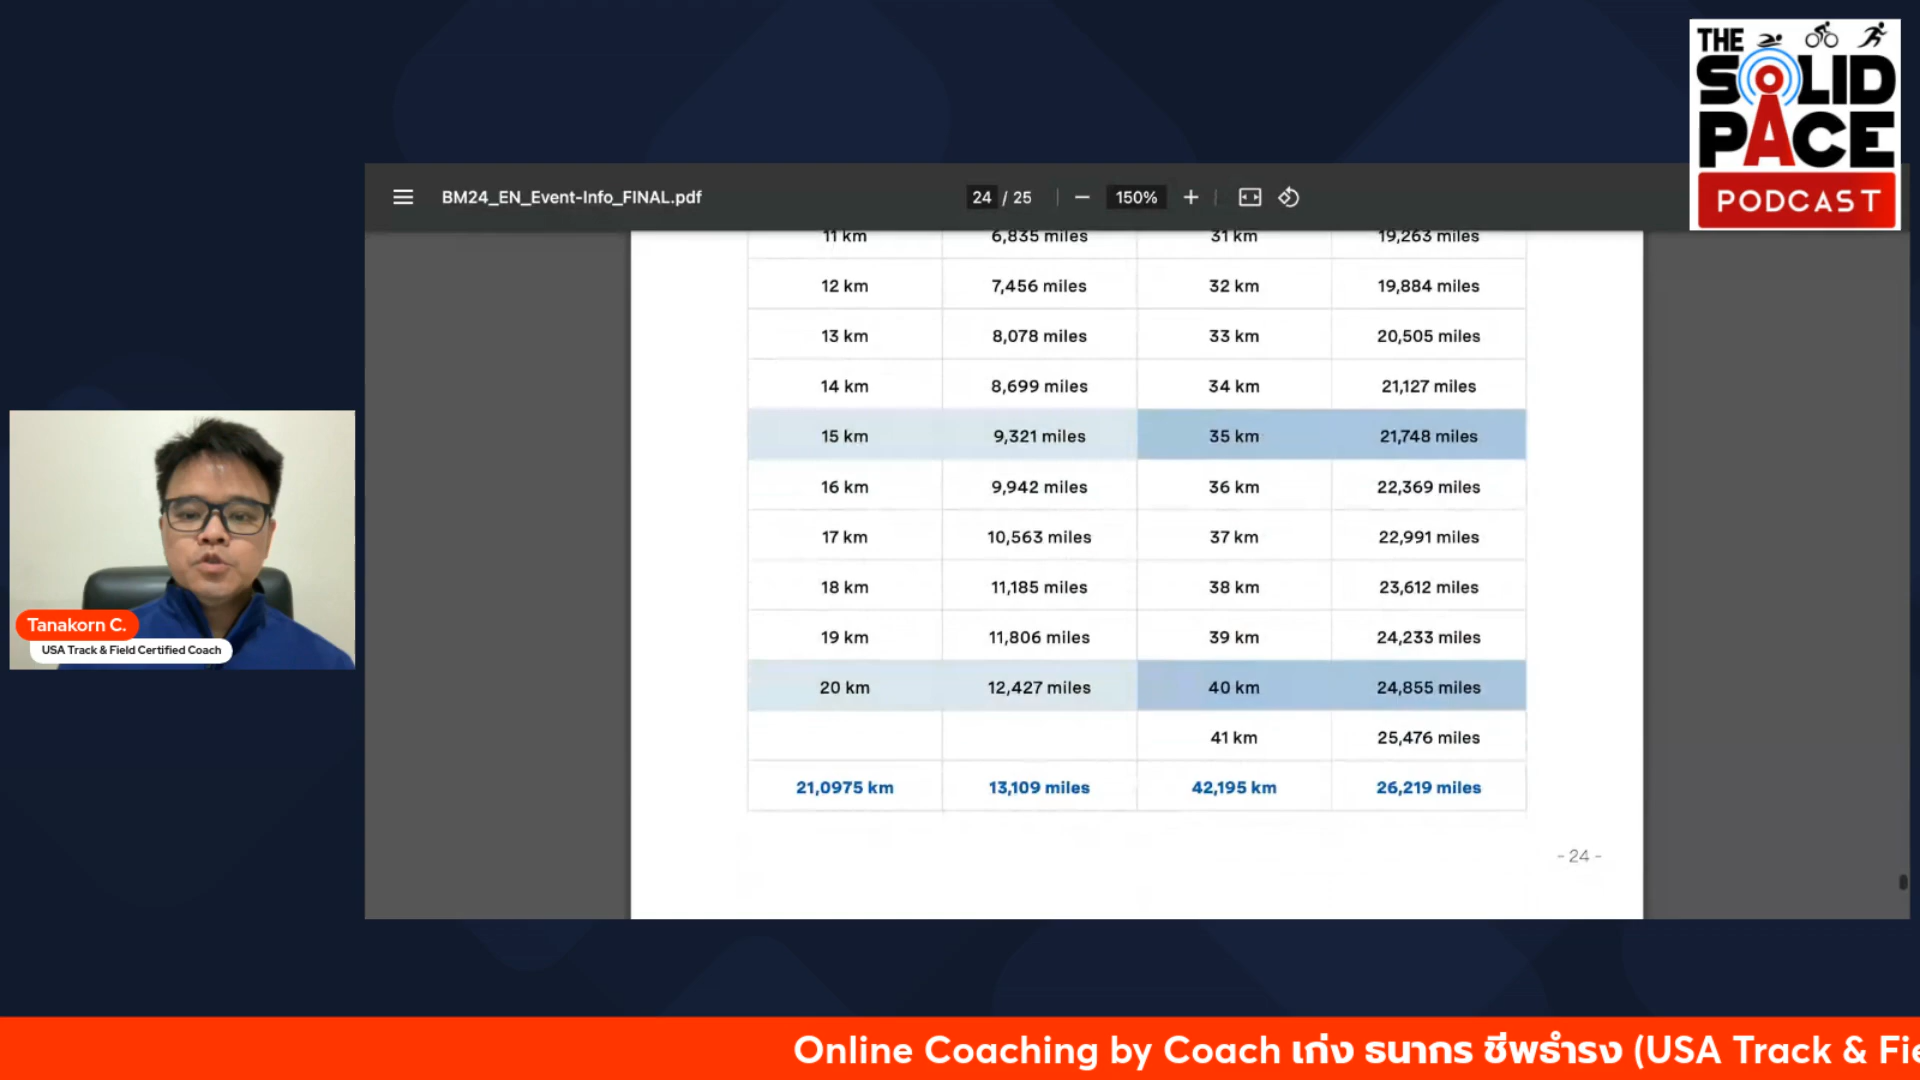 THE
SOLID
PACE
PODCAST
BM24_EN_Event-Info_FINAL.pdf 24 / 25 150%
11 km 6,835 miles 31 km 19,263 miles
12 km 7,456 miles 32 km 19,884 miles
13 km 8,078 miles 33 km 20,505 miles
14 km 8,699 miles 34 km 21,127 miles
15 km 9,321 miles 35 km 21,748 miles
16 km 9,942 miles 36 km 22,369 miles
17 km 10,563 miles 37 km 22,991 miles
18 km 11,185 miles 38 km 23,612 miles
19 km 11,806 miles 39 km 24,233 miles
20 km 12,427 miles 40 km 24,855 miles
41 km 25,476 miles
21,0975 km 13,109 miles 42,195 km 26,219 miles
- 24 -
Tanakorn C.
USA Track & Field Certified Coach
Online Coaching by Coach เก่ง ธนากร ชีพธำรง (USA Track & Fie